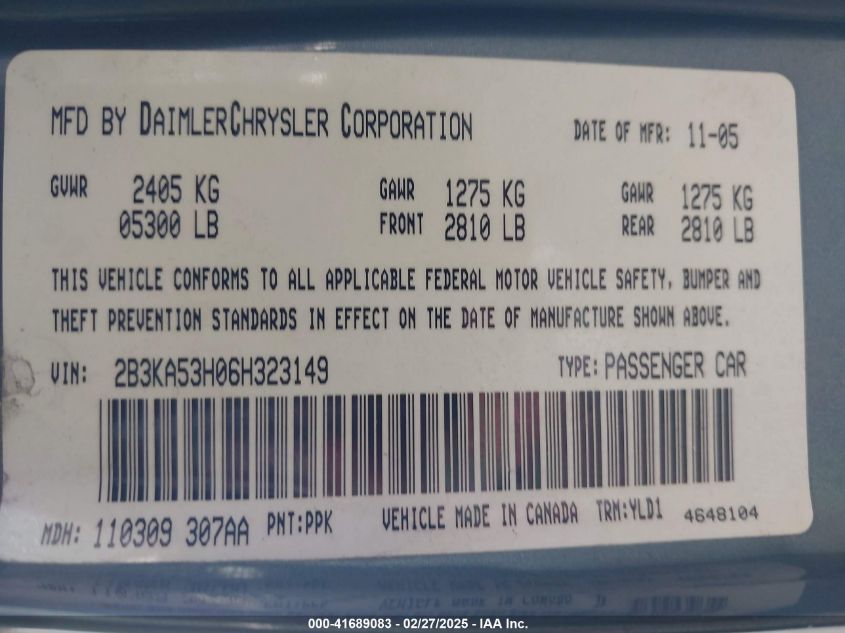 MFD BY DAIMLERCHRYSLER CORPORATION DATE OF MFR: 11-05
GVWR 2405 KG GAWR 1275 KG GAWR 1275 KG
05300 LB FRONT 2810 LB REAR 2810 LB
THIS VEHICLE CONFORMS TO ALL APPLICABLE FEDERAL MOTOR VEHICLE SAFETY, BUMPER AND
THEFT PREVENTION STANDARDS IN EFFECT ON THE DATE OF MANUFACTURE SHOWN ABOVE.
VIN: 2B3KA53H06H323149 TYPE: PASSENGER CAR
MDH: 110309 307AA PNT:PPK VEHICLE MADE IN CANADA TRM:YLD1 4648104
000-41689083 - 02/27/2025 - IAA Inc.